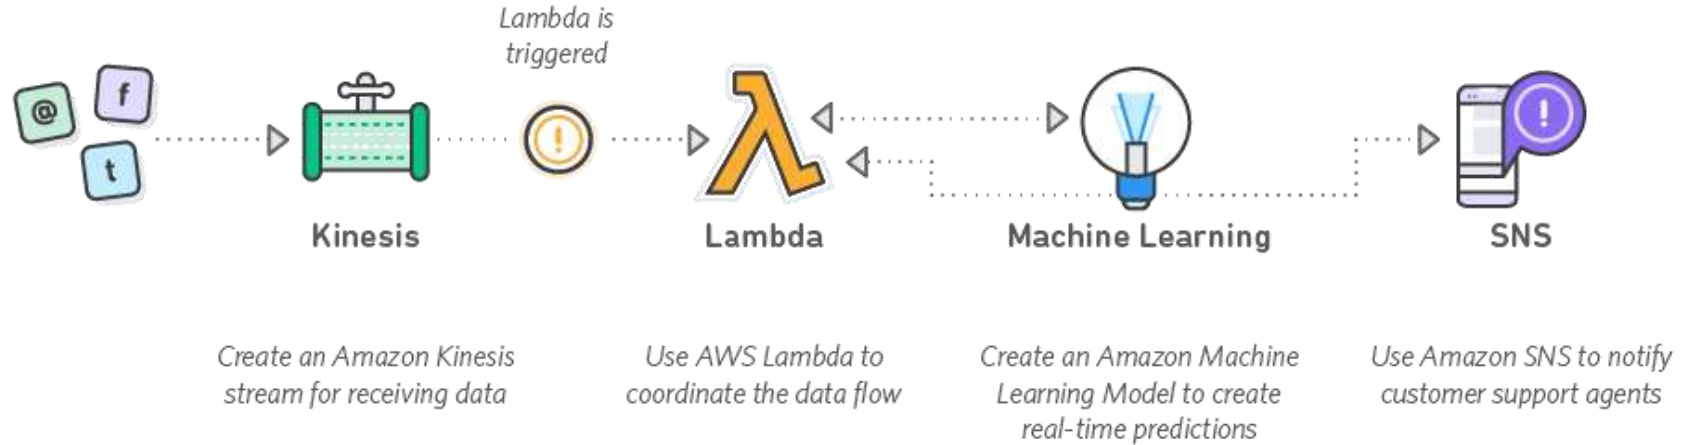 Lambda is
triggered
@
f
t
!
!
Kinesis
Lambda
Machine Learning
SNS
Create an Amazon Kinesis
stream for receiving data
Use AWS Lambda to
coordinate the data flow
Create an Amazon Machine
Learning Model to create
real-time predictions
Use Amazon SNS to notify
customer support agents